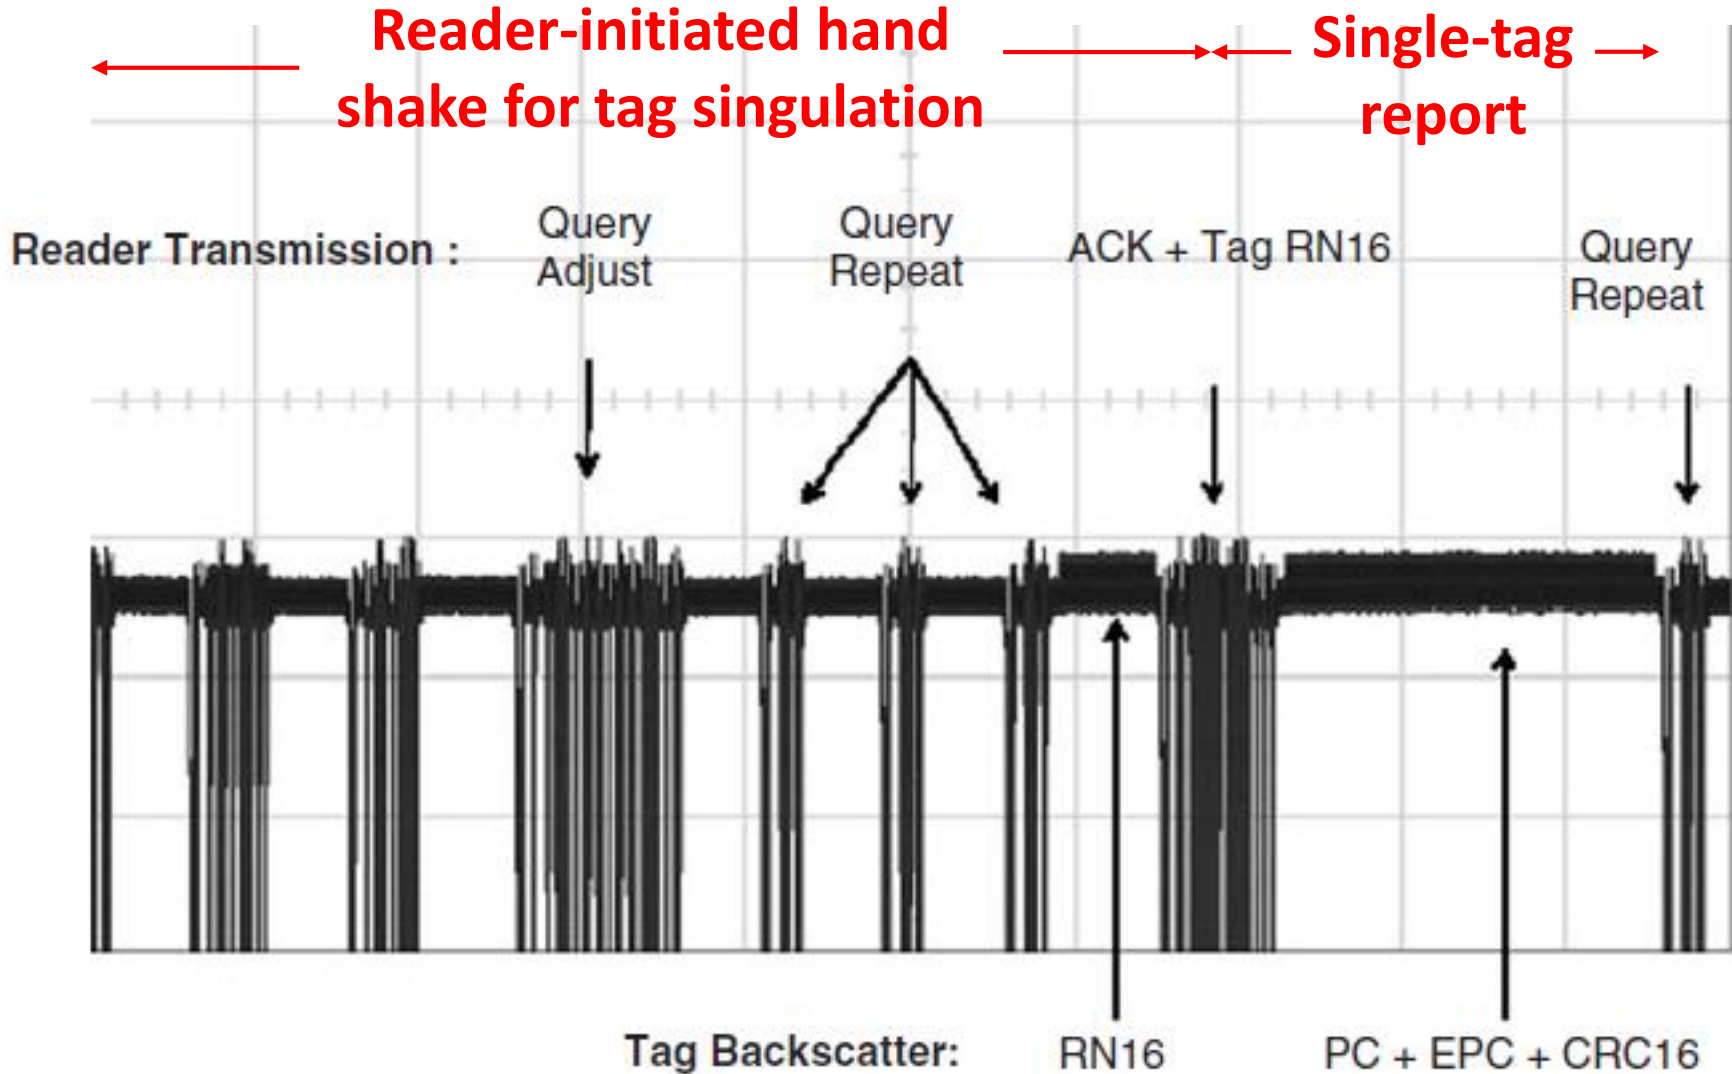 Reader-initiated hand
shake for tag singulation
Single-tag
report
Reader Transmission :
Query
Adjust
Query
Repeat
ACK + Tag RN16
Query
Repeat
Tag Backscatter:
RN16
PC + EPC + CRC16